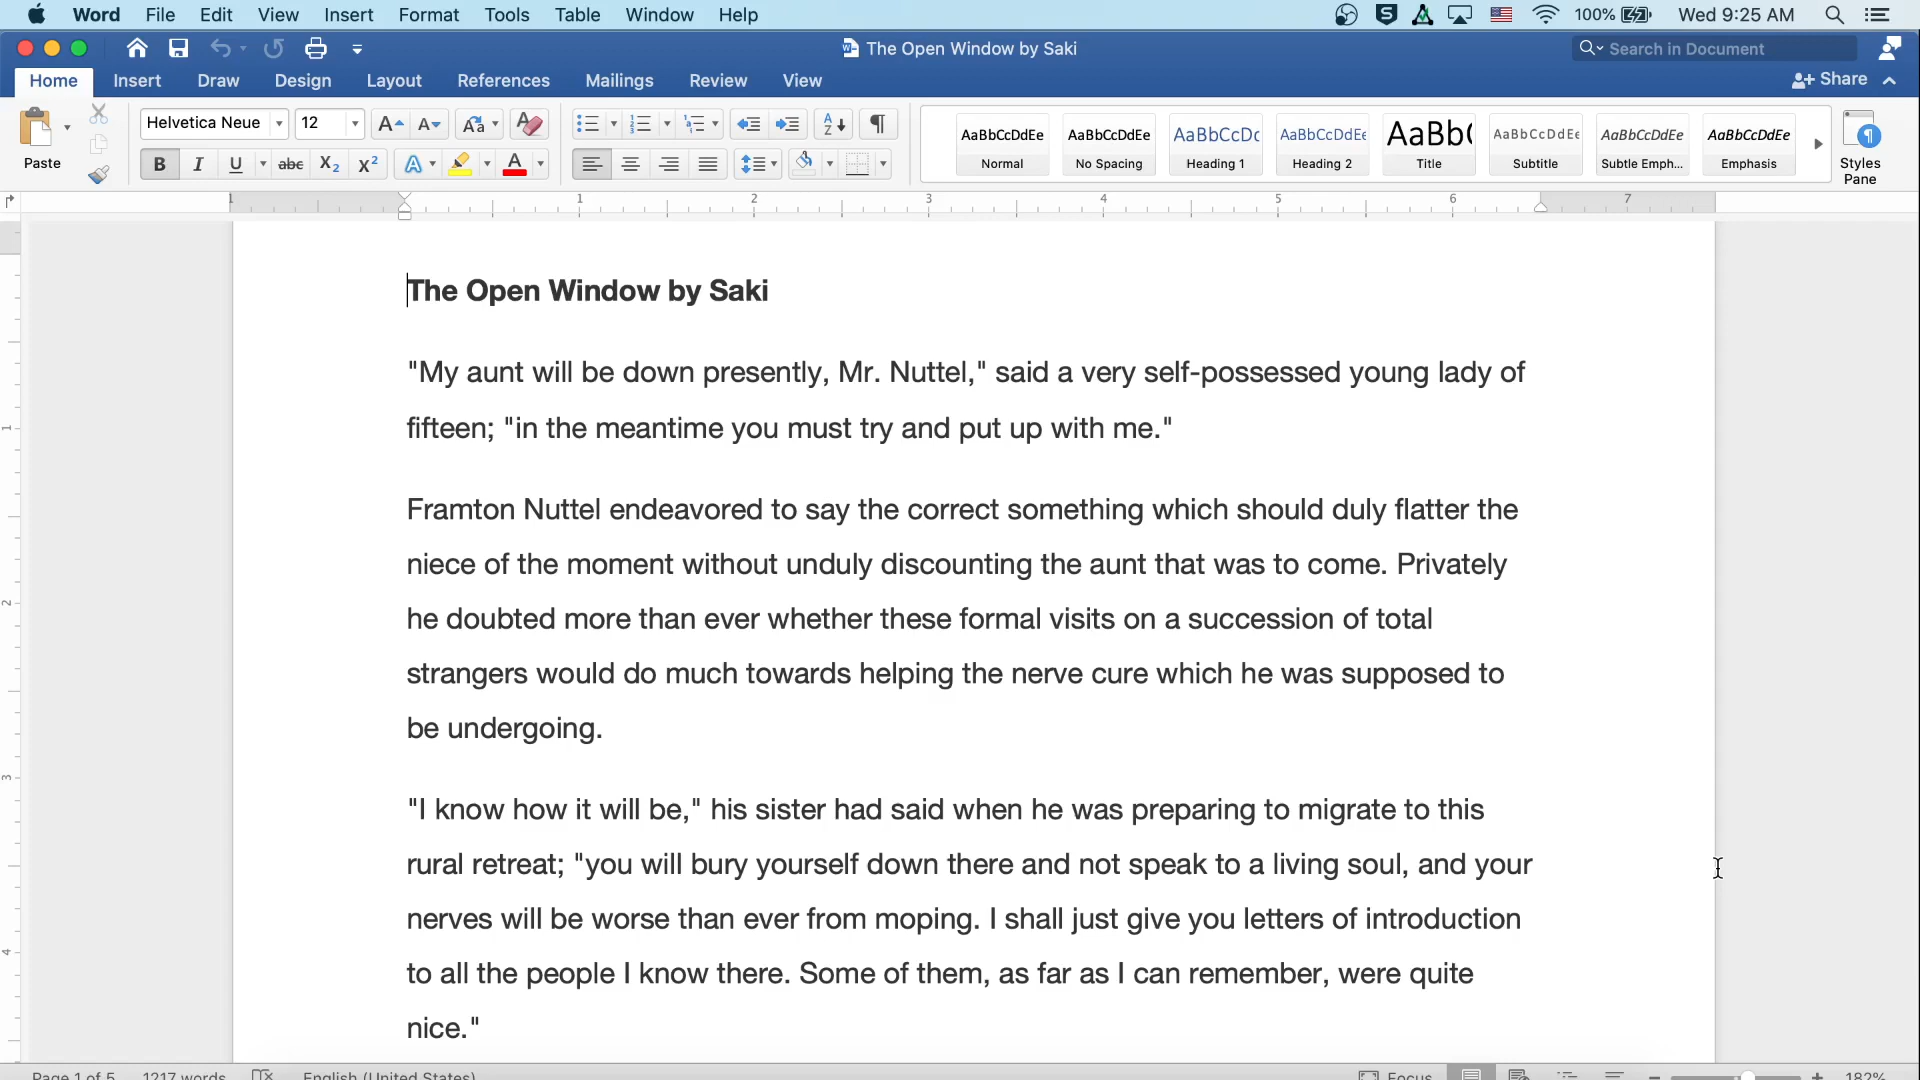 Word File Edit View Insert Format Tools Table Window Help 100% Wed 9:25 AM
The Open Window by Saki Search in Document
Home Insert Draw Design Layout References Mailings Review View Share
Paste Helvetica Neue 12
AaBbCcDdEe AaBbCcDdEe AaBbCcDc AaBbCcDdEe AaBb( AaBbCcDdEe AaBbCcDdEe AaBbCcDdEe
Normal No Spacing Heading 1 Heading 2 Title Subtitle Subtle Emph... Emphasis Styles Pane
1 1 2 3 4 5 6 7
The Open Window by Saki
"My aunt will be down presently, Mr. Nuttel," said a very self-possessed young lady of
fifteen; "in the meantime you must try and put up with me."
Framton Nuttel endeavored to say the correct something which should duly flatter the
niece of the moment without unduly discounting the aunt that was to come. Privately
he doubted more than ever whether these formal visits on a succession of total
strangers would do much towards helping the nerve cure which he was supposed to
be undergoing.
"I know how it will be," his sister had said when he was preparing to migrate to this
rural retreat; "you will bury yourself down there and not speak to a living soul, and your
nerves will be worse than ever from moping. I shall just give you letters of introduction
to all the people I know there. Some of them, as far as I can remember, were quite
nice."
Page 1 of 5 1217 words English (United States) Focus 182%